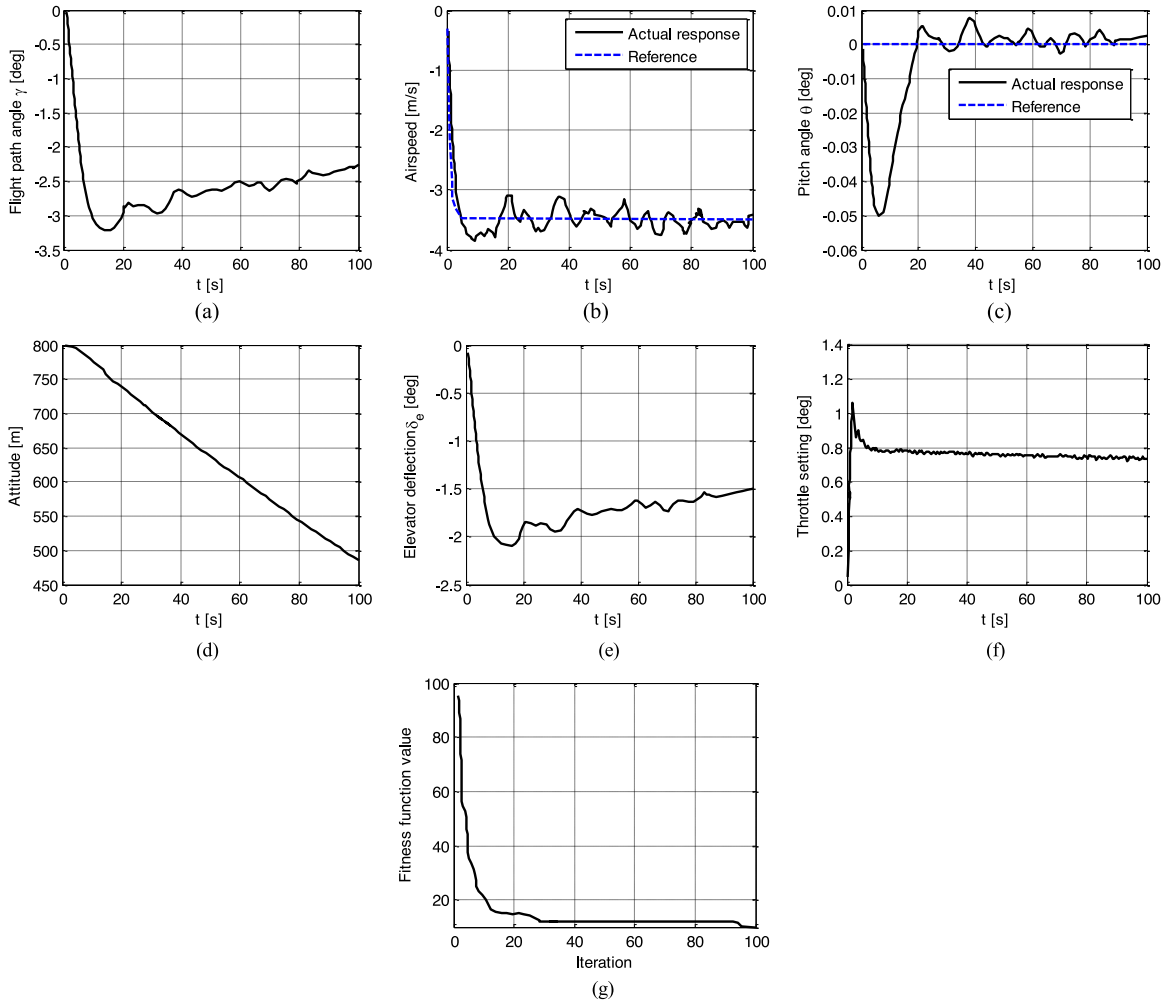 0
-0.5
-1
-1.5
-2
-2.5
-3
-3.5
Flight path angle γ [deg]
0 20 40 60 80 100
t [s]
(a)
0
-1
-2
-3
-4
Airspeed [m/s]
Actual response
Reference
0 20 40 60 80 100
t [s]
(b)
0.01
0
-0.01
-0.02
-0.03
-0.04
-0.05
-0.06
Pitch angle θ [deg]
Actual response
Reference
0 20 40 60 80 100
t [s]
(c)
800
750
700
650
600
550
500
450
Attitude [m]
0 20 40 60 80 100
t [s]
(d)
0
-0.5
-1
-1.5
-2
-2.5
Elevator deflection δ_e [deg]
0 20 40 60 80 100
t [s]
(e)
1.4
1.2
1
0.8
0.6
0.4
0.2
0
Throttle setting [deg]
0 20 40 60 80 100
t [s]
(f)
100
80
60
40
20
Fitness function value
0 20 40 60 80 100
Iteration
(g)